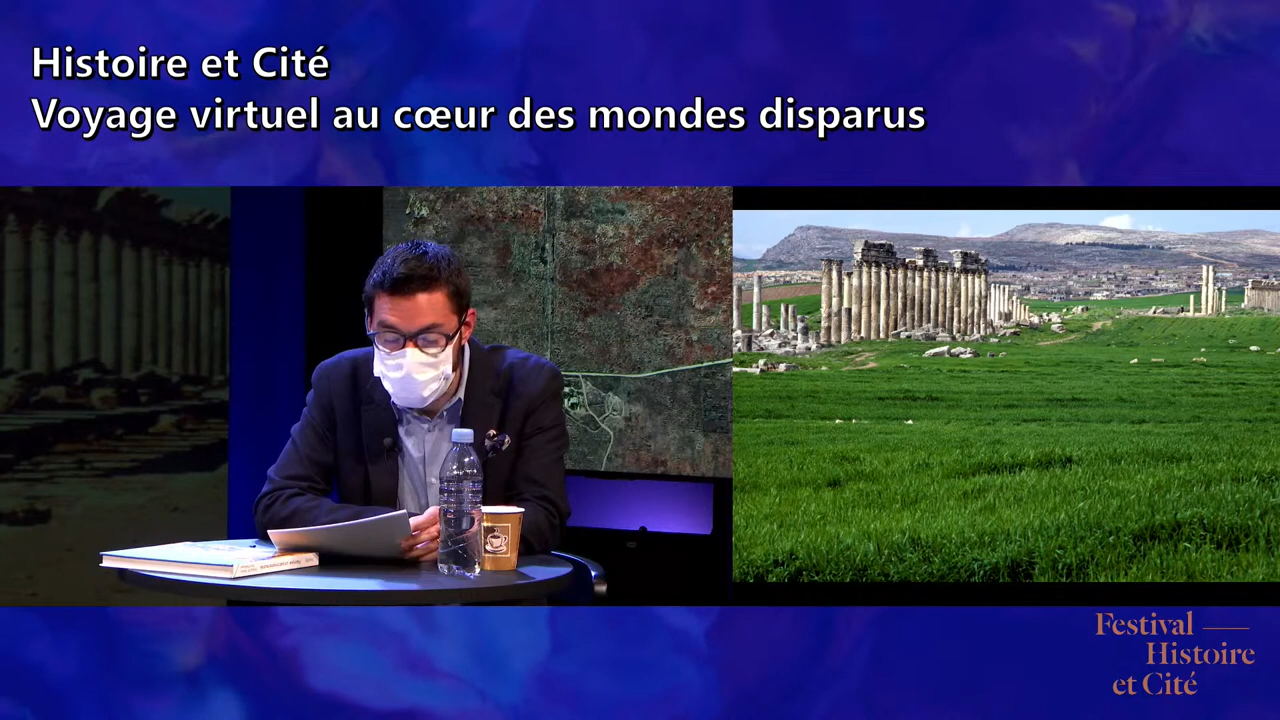 Histoire et Cité
Voyage virtuel au cœur des mondes disparus
Festival
Histoire
et Cité